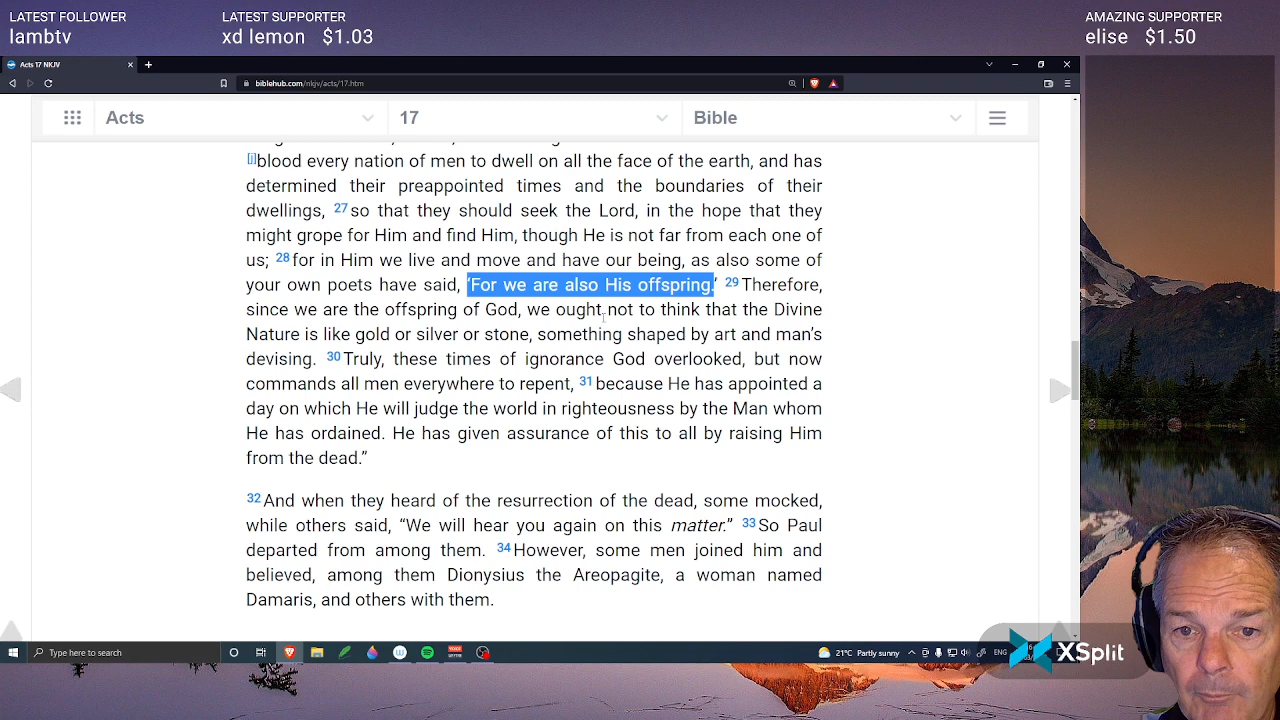 LATEST FOLLOWER
lambtv
LATEST SUPPORTER
xd lemon $1.03
AMAZING SUPPORTER
elise $1.50
Acts 17 NKJV
biblehub.com/nkjv/acts/17.htm
Acts 17 Bible
[j]blood every nation of men to dwell on all the face of the earth, and has
determined their preappointed times and the boundaries of their
dwellings, 27 so that they should seek the Lord, in the hope that they
might grope for Him and find Him, though He is not far from each one of
us; 28 for in Him we live and move and have our being, as also some of
your own poets have said, ‘For we are also His offspring.’ 29 Therefore,
since we are the offspring of God, we ought not to think that the Divine
Nature is like gold or silver or stone, something shaped by art and man’s
devising. 30 Truly, these times of ignorance God overlooked, but now
commands all men everywhere to repent, 31 because He has appointed a
day on which He will judge the world in righteousness by the Man whom
He has ordained. He has given assurance of this to all by raising Him
from the dead.”
32 And when they heard of the resurrection of the dead, some mocked,
while others said, “We will hear you again on this matter.” 33 So Paul
departed from among them. 34 However, some men joined him and
believed, among them Dionysius the Areopagite, a woman named
Damaris, and others with them.
Type here to search
21°C Partly sunny
ENG
XSplit